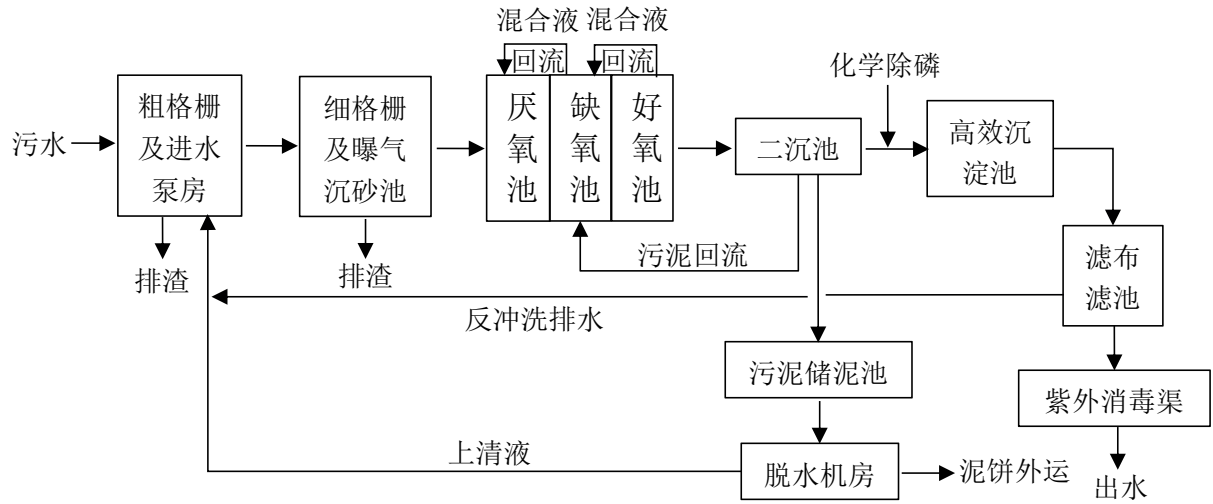 混合液
混合液
回流
回流
化学除磷
污水
粗格栅
及进水
泵房
细格栅
及曝气
沉砂池
厌
氧
池
缺
氧
池
好
氧
池
二沉池
高效沉
淀池
污泥回流
排渣
排渣
滤布
滤池
反冲洗排水
污泥储泥池
紫外消毒渠
上清液
脱水机房
泥饼外运
出水